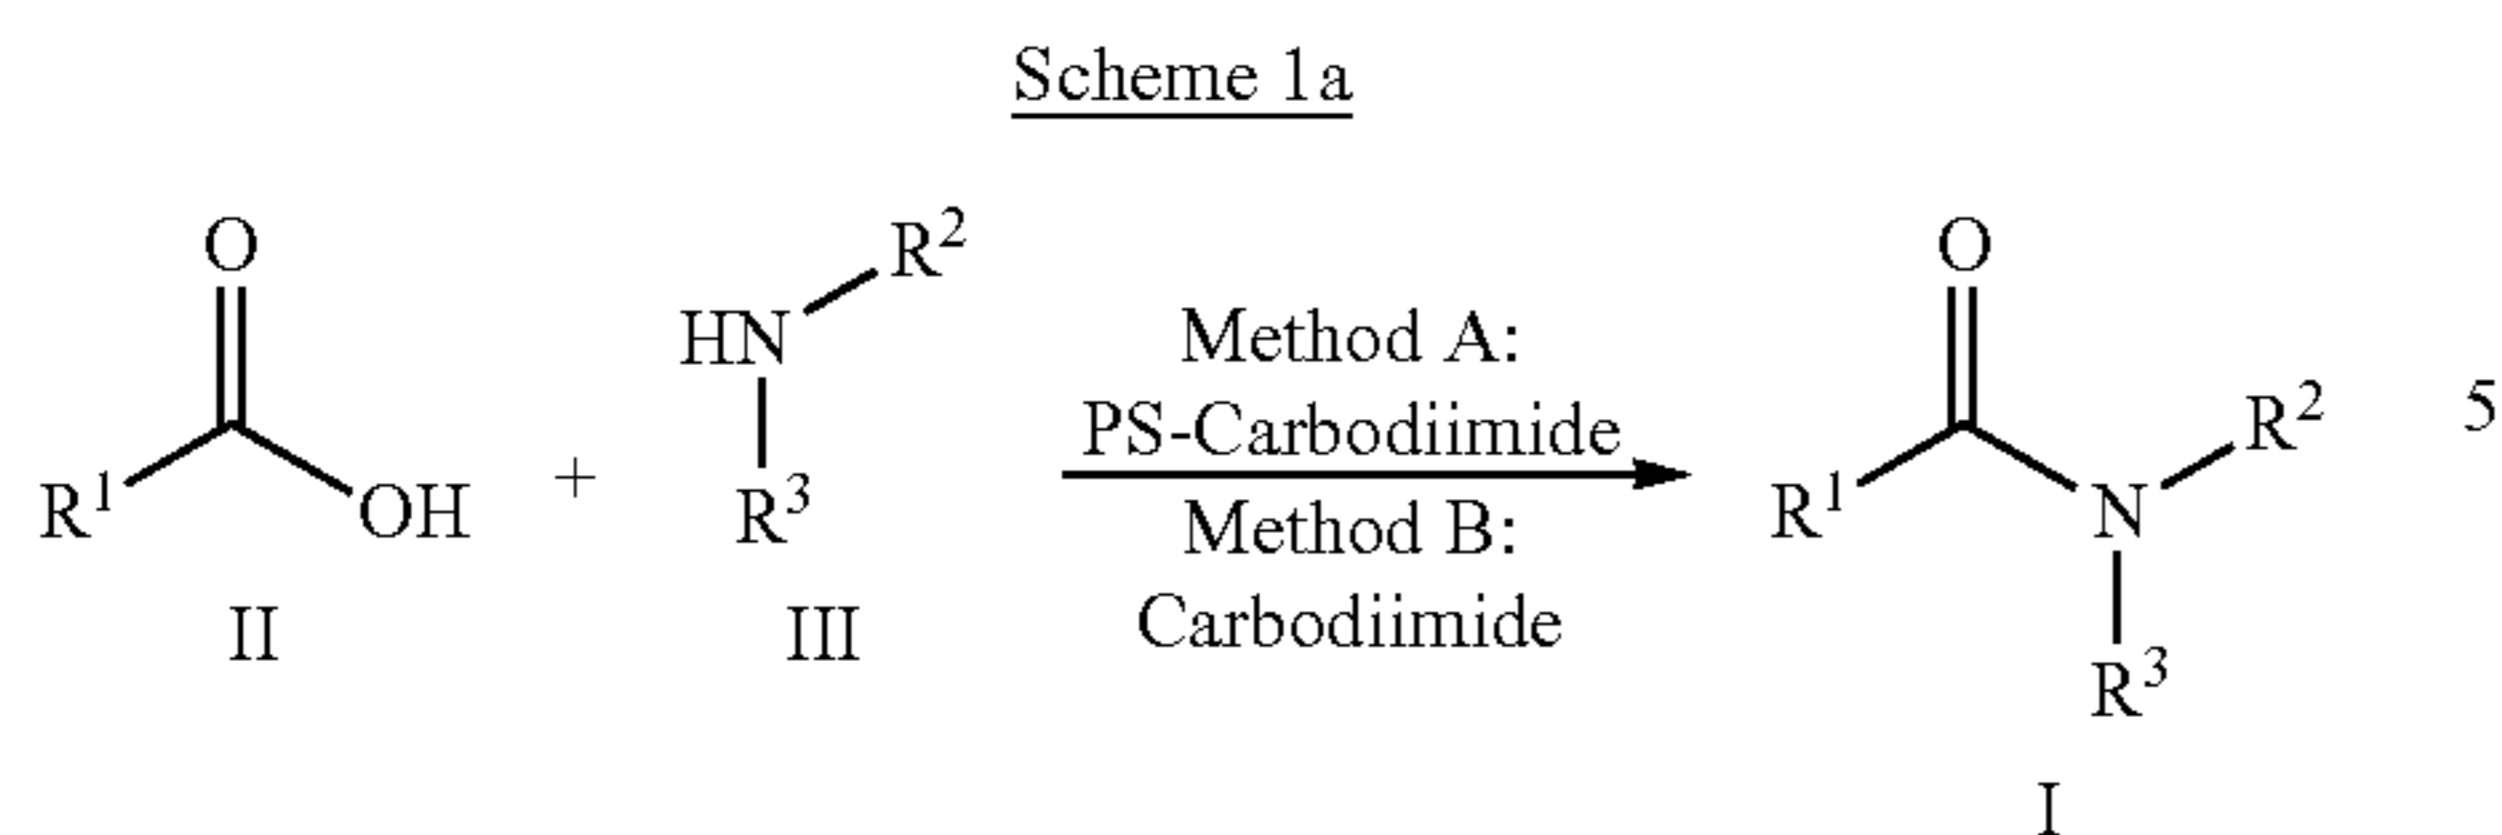 Scheme 1a
O
R²
HN
R³
R¹
OH
+
II
III
Method A:
PS-Carbodiimide
Method B:
Carbodiimide
O
R²
5
R¹
N
R³
I